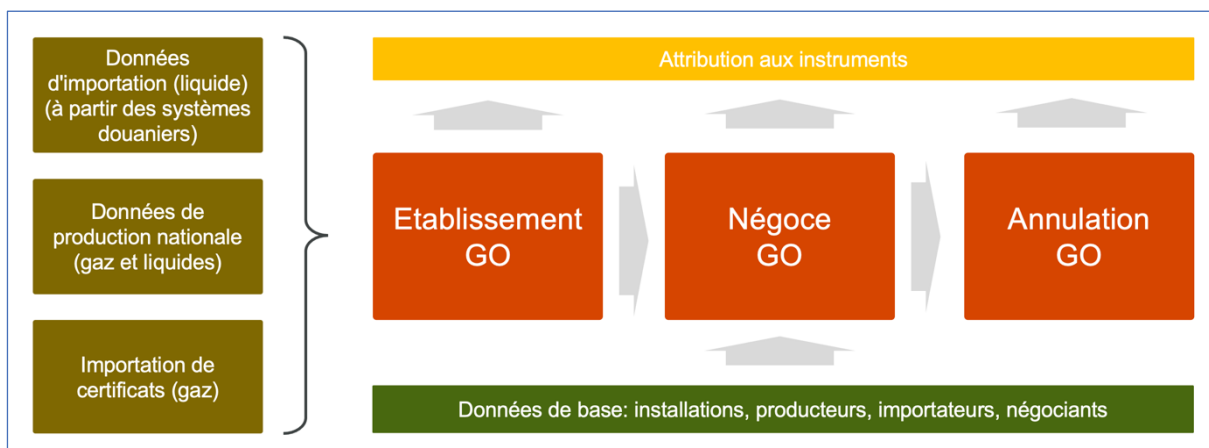 Données
d'importation (liquide)
(à partir des systèmes
douaniers)
Données de
production nationale
(gaz et liquides)
Importation de
certificats (gaz)
Attribution aux instruments
Etablissement
GO
Négoce
GO
Annulation
GO
Données de base: installations, producteurs, importateurs, négociants